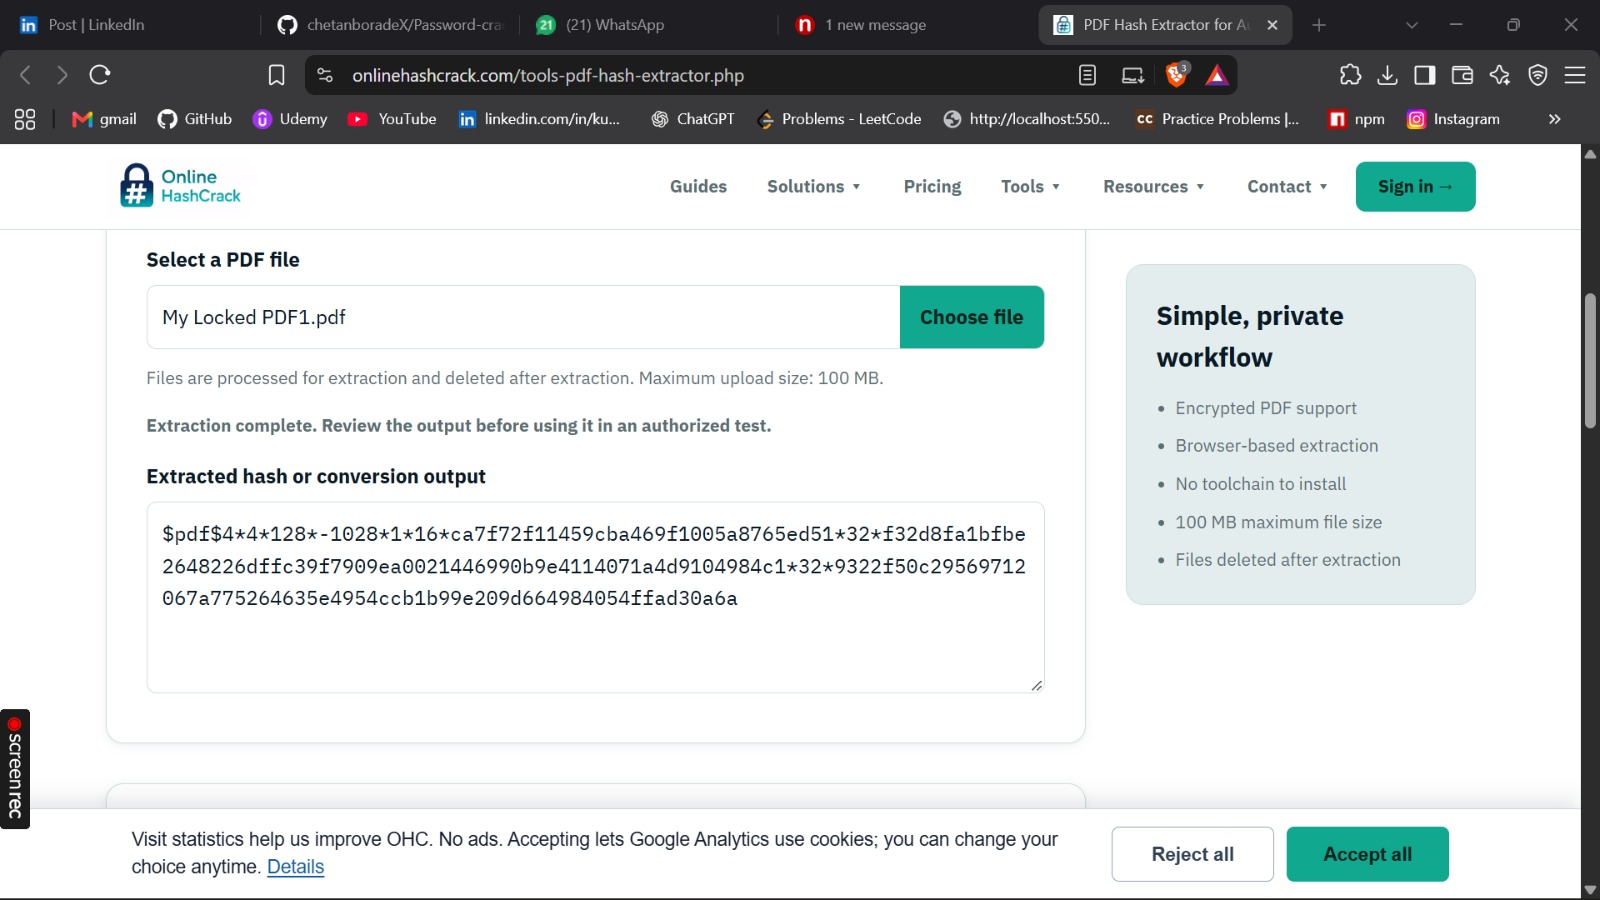 Post | LinkedIn
chetanboradeX/Password-cra
21
(21) WhatsApp
n
1 new message
PDF Hash Extractor for Au
onlinehashcrack.com/tools-pdf-hash-extractor.php
3
gmail
GitHub
Udemy
YouTube
linkedin.com/in/ku...
ChatGPT
Problems - LeetCode
http://localhost:550...
CC
Practice Problems |...
npm
Instagram
Online
HashCrack
Guides
Solutions
Pricing
Tools
Resources
Contact
Sign in →
Select a PDF file
My Locked PDF1.pdf
Choose file
Files are processed for extraction and deleted after extraction. Maximum upload size: 100 MB.
Extraction complete. Review the output before using it in an authorized test.
Extracted hash or conversion output
$pdf$4*4*128*-1028*1*16*ca7f72f11459cba469f1005a8765ed51*32*f32d8fa1bfbe
2648226dffc39f7909ea0021446990b9e4114071a4d9104984c1*32*9322f50c29569712
067a775264635e4954ccb1b99e209d664984054ffad30a6a
Simple, private
workflow
• Encrypted PDF support
• Browser-based extraction
• No toolchain to install
• 100 MB maximum file size
• Files deleted after extraction
screenrec
Visit statistics help us improve OHC. No ads. Accepting lets Google Analytics use cookies; you can change your
choice anytime. Details
Reject all
Accept all